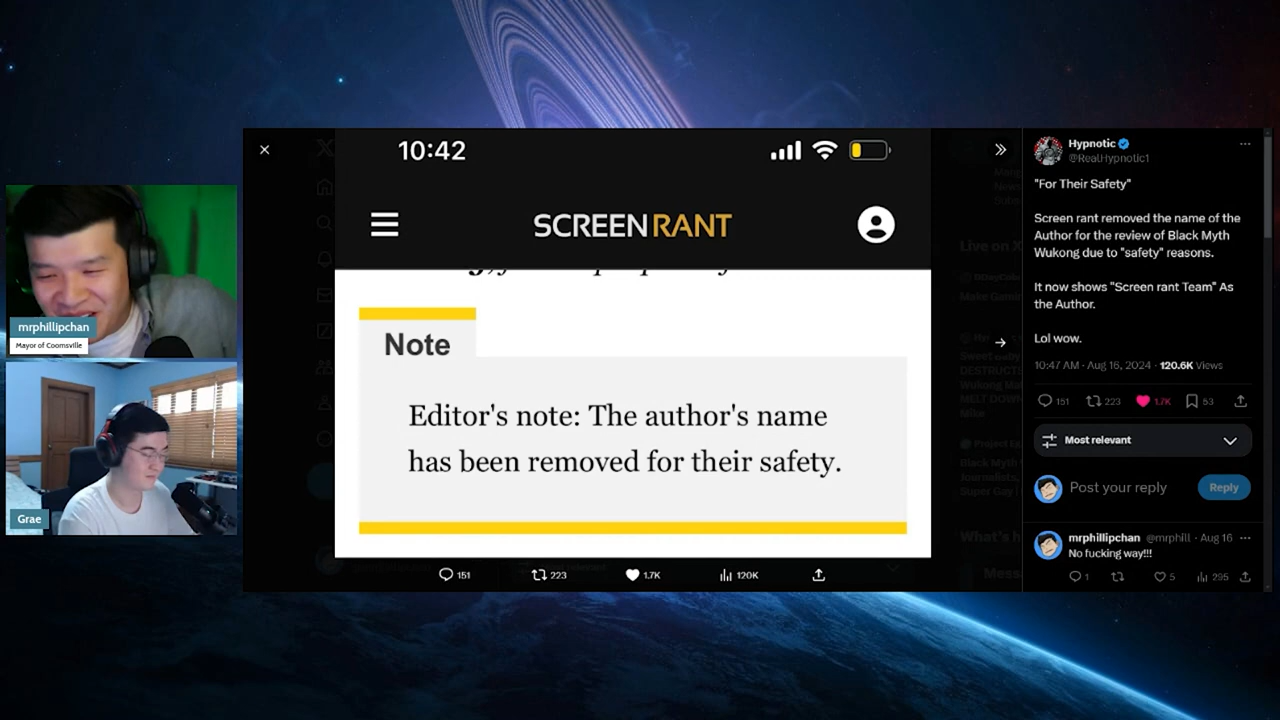 10:42
SCREENRANT
Note
Editor's note: The author's name
has been removed for their safety.
151
223
1.7K
120K
mrphillipchan
Mayor of Coomsville
Grae
Hypnotic
@RealHypnotic1
"For Their Safety"
Screen rant removed the name of the
Author for the review of Black Myth
Wukong due to "safety" reasons.
It now shows "Screen rant Team" As
the Author.
Lol wow.
10:47 AM · Aug 16, 2024 · 120.6K Views
151 223 1.7K 53
Most relevant
Post your reply
Reply
mrphillipchan @mrphill · Aug 16
No fucking way!!!
1 5 295